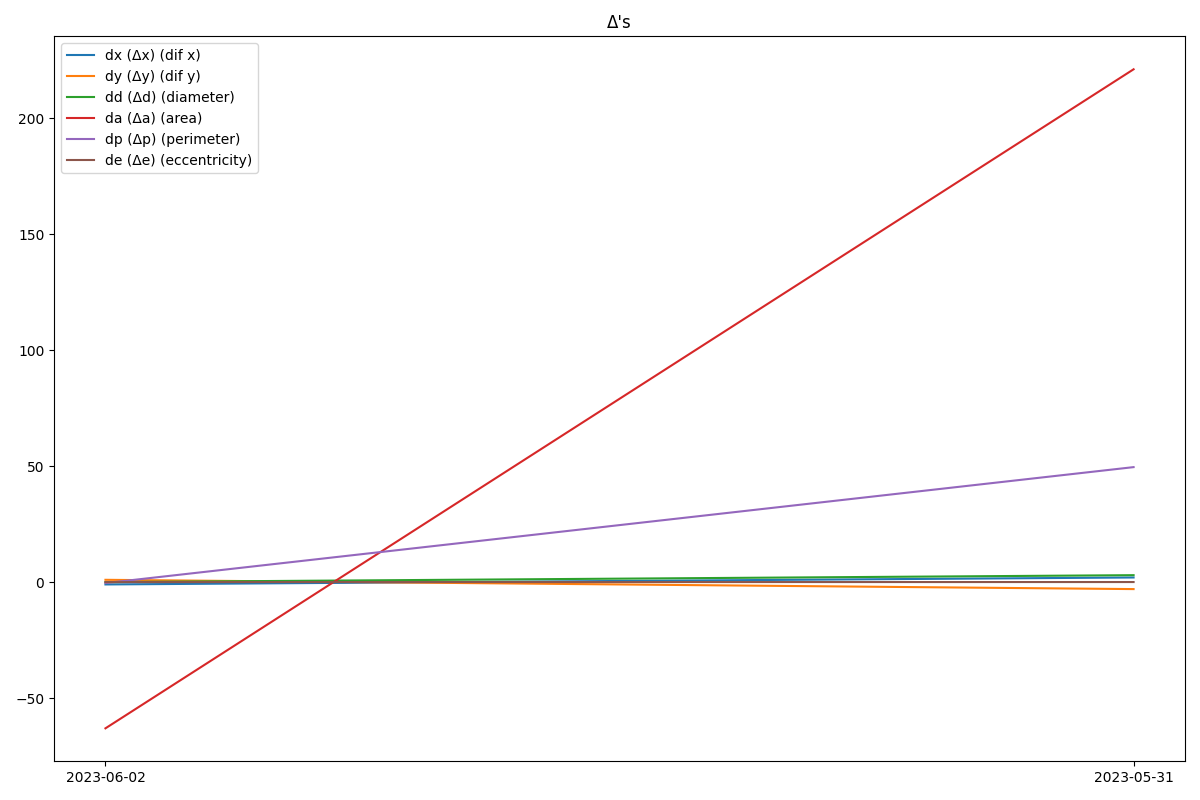 Δ's
dx (Δx) (dif x)
dy (Δy) (dif y)
dd (Δd) (diameter)
da (Δa) (area)
dp (Δp) (perimeter)
de (Δe) (eccentricity)
200
150
100
50
0
−50
2023-06-02
2023-05-31